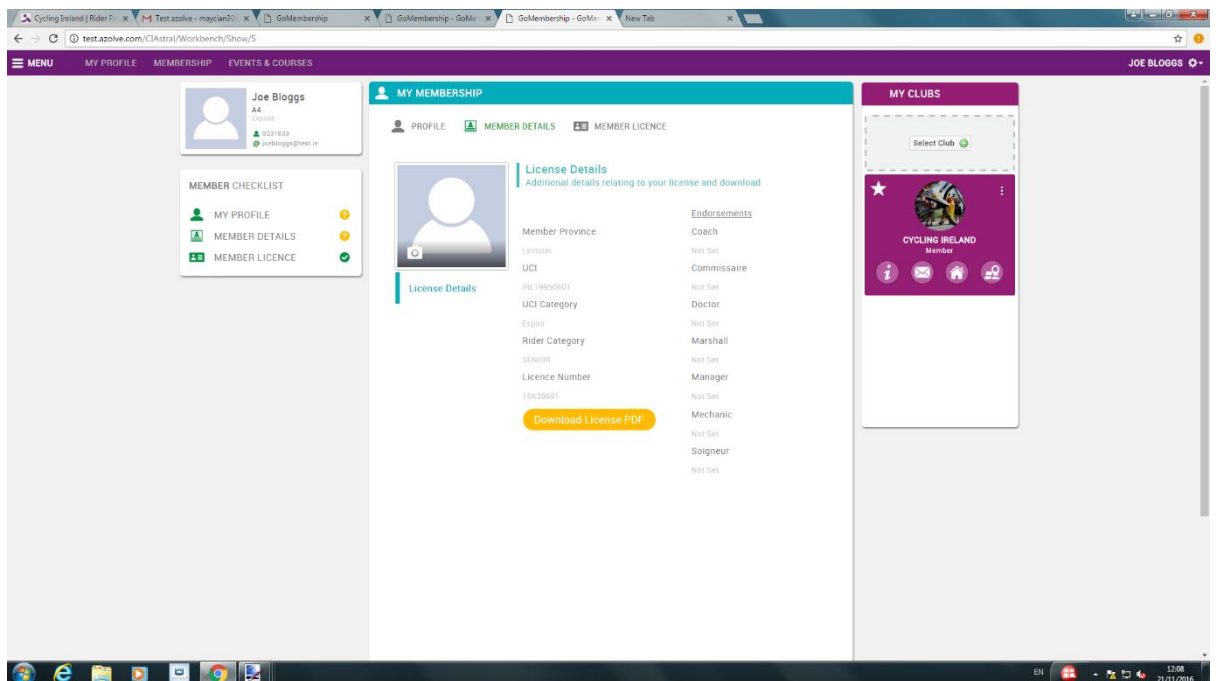 Cycling Ireland | Rider Pr
Test azolve - maycian30
GoMembership
GoMembership - GoMe
GoMembership - GoMe
New Tab
test.azolve.com/CIAstral/Workbench/Show/5
MENU
MY PROFILE
MEMBERSHIP
EVENTS & COURSES
JOE BLOGGS
Joe Bloggs
A4
0231833
joebloggs@test.ie
MEMBER CHECKLIST
MY PROFILE
MEMBER DETAILS
MEMBER LICENCE
MY MEMBERSHIP
PROFILE
MEMBER DETAILS
MEMBER LICENCE
License Details
License Details
Additional details relating to your license and download
Member Province
Leinster
UCI
IRL19950601
UCI Category
Espoir
Rider Category
SENIOR
Licence Number
16A30601
Download License PDF
Endorsements
Coach
Not Set
Commissaire
Not Set
Doctor
Not Set
Marshall
Not Set
Manager
Not Set
Mechanic
Not Set
Soigneur
Not Set
MY CLUBS
Select Club
CYCLING IRELAND
Member
EN
12:08
21/11/2016